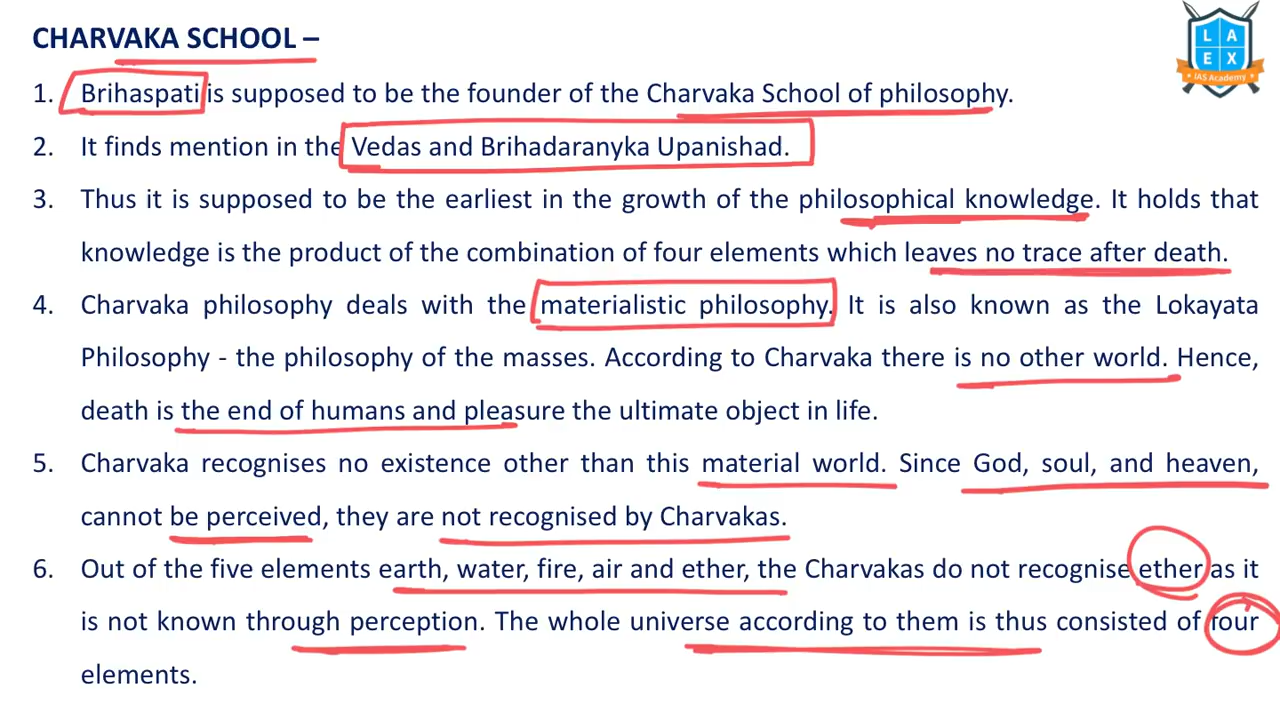 CHARVAKA SCHOOL –
L A
E X
IAS Academy
1. Brihaspati is supposed to be the founder of the Charvaka School of philosophy.
2. It finds mention in the Vedas and Brihadaranyka Upanishad.
3. Thus it is supposed to be the earliest in the growth of the philosophical knowledge. It holds that
knowledge is the product of the combination of four elements which leaves no trace after death.
4. Charvaka philosophy deals with the materialistic philosophy. It is also known as the Lokayata
Philosophy - the philosophy of the masses. According to Charvaka there is no other world. Hence,
death is the end of humans and pleasure the ultimate object in life.
5. Charvaka recognises no existence other than this material world. Since God, soul, and heaven,
cannot be perceived, they are not recognised by Charvakas.
6. Out of the five elements earth, water, fire, air and ether, the Charvakas do not recognise ether as it
is not known through perception. The whole universe according to them is thus consisted of four
elements.